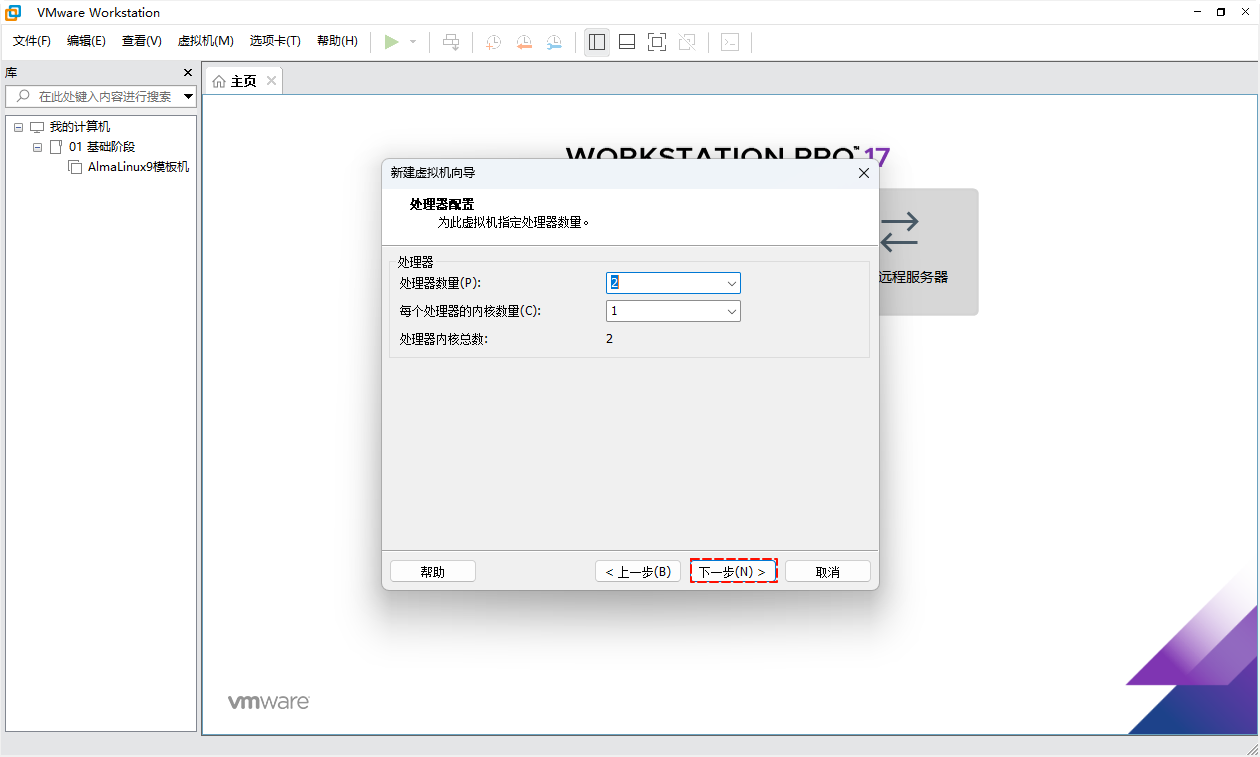 VMware Workstation
文件(F) 编辑(E) 查看(V) 虚拟机(M) 选项卡(T) 帮助(H)
库
在此处键入内容进行搜索
主页
我的计算机
01 基础阶段
AlmaLinux9模板机
WORKSTATION PRO™ 17
新建虚拟机向导
处理器配置
为此虚拟机指定处理器数量。
远程服务器
处理器
处理器数量(P): 2
每个处理器的内核数量(C): 1
处理器内核总数: 2
帮助 < 上一步(B) 下一步(N) > 取消
vmware